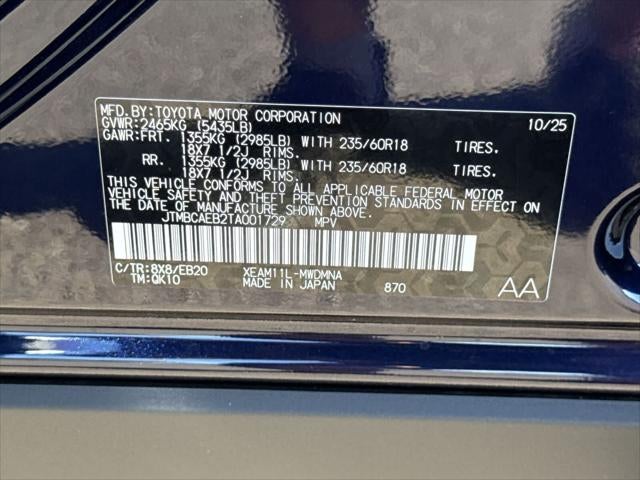 MFD.BY:TOYOTA MOTOR CORPORATION 10/25
GVWR:2465KG (5435LB)
GAWR:FRT. 1355KG (2985LB) WITH 235/60R18 TIRES.
18X7 1/2J RIMS.
RR. 1355KG (2985LB) WITH 235/60R18 TIRES.
18X7 1/2J RIMS.
THIS VEHICLE CONFORMS TO ALL APPLICABLE FEDERAL MOTOR
VEHICLE SAFETY AND THEFT PREVENTION STANDARDS IN EFFECT ON
THE DATE OF MANUFACTURE SHOWN ABOVE.
JTMBCAEB2TA001729 MPV
C/TR:8X8/EB20 XEAM11L-MWDMNA
TM:QK10 MADE IN JAPAN 870 AA